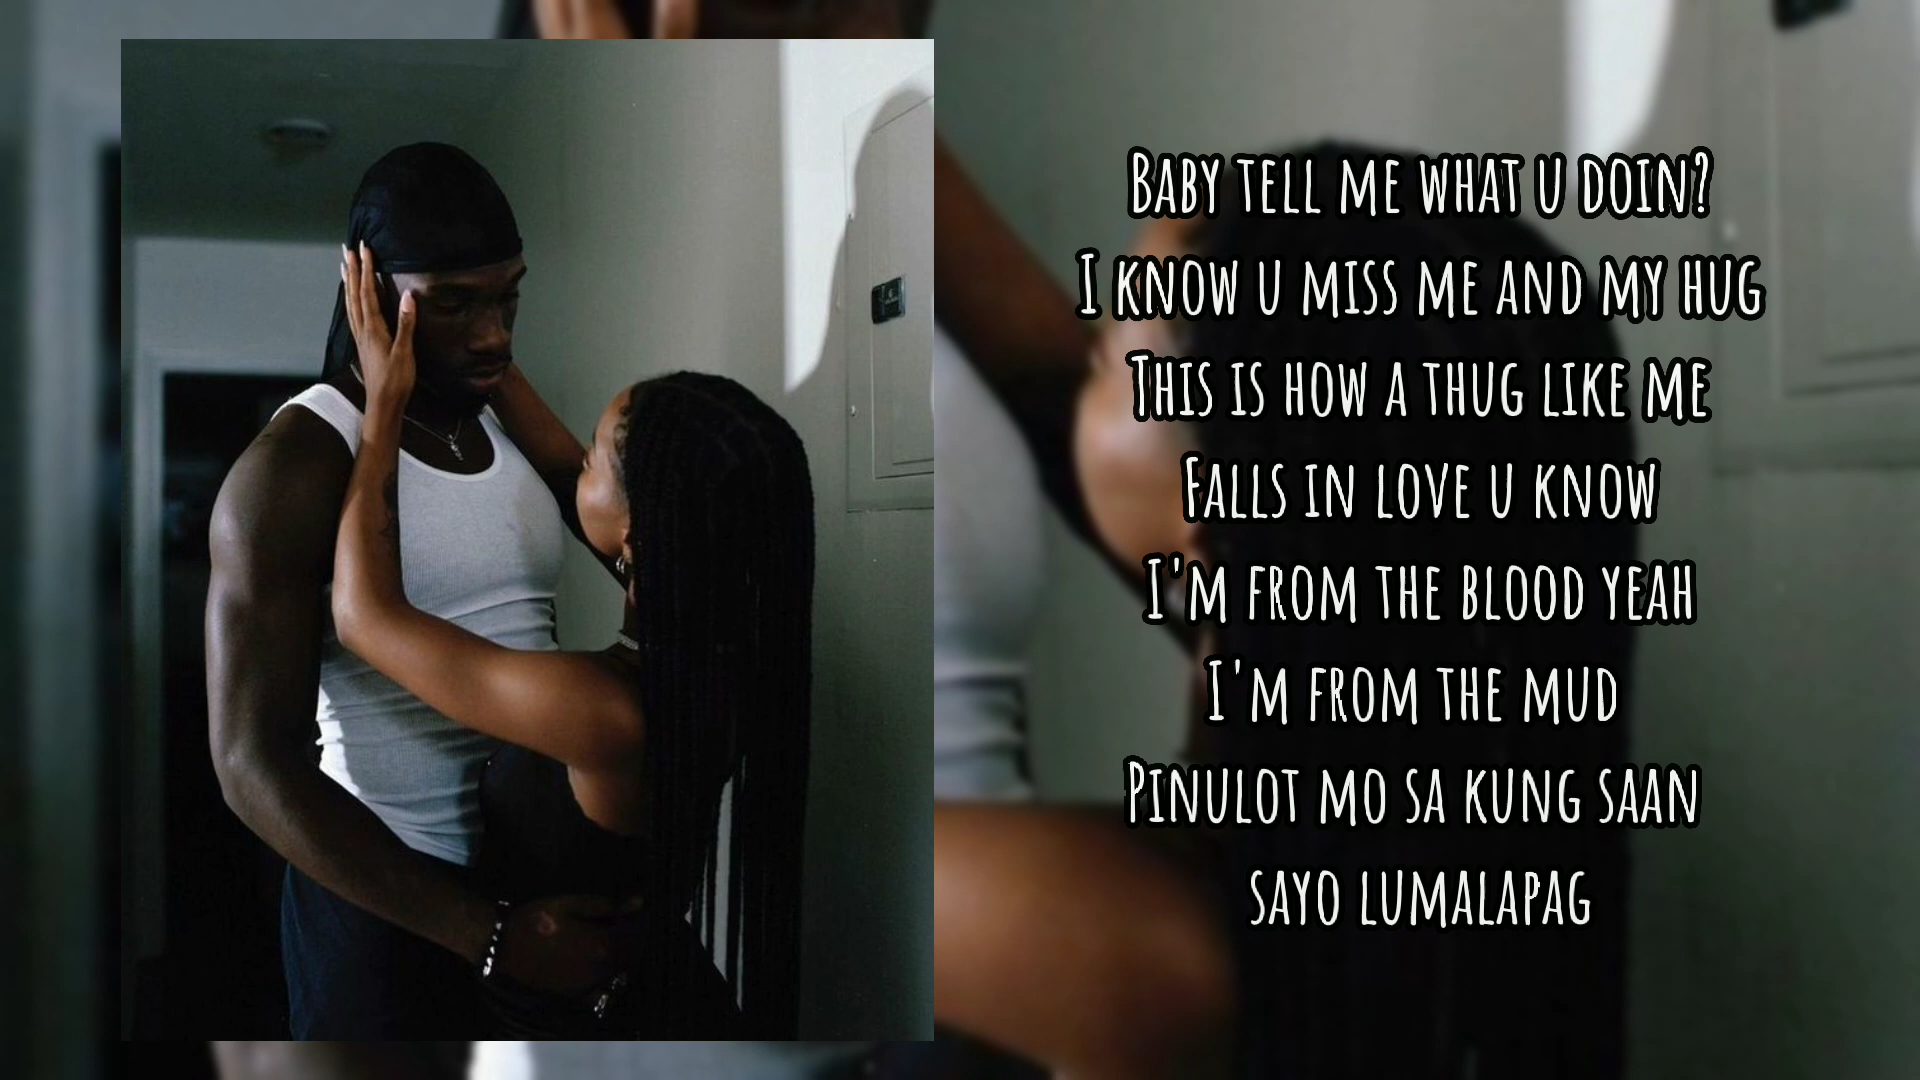 Baby tell me what u doin?
I know u miss me and my hug
This is how a thug like me
Falls in love u know
I'm from the blood yeah
I'm from the mud
Pinulot mo sa kung saan
sayo lumalapag